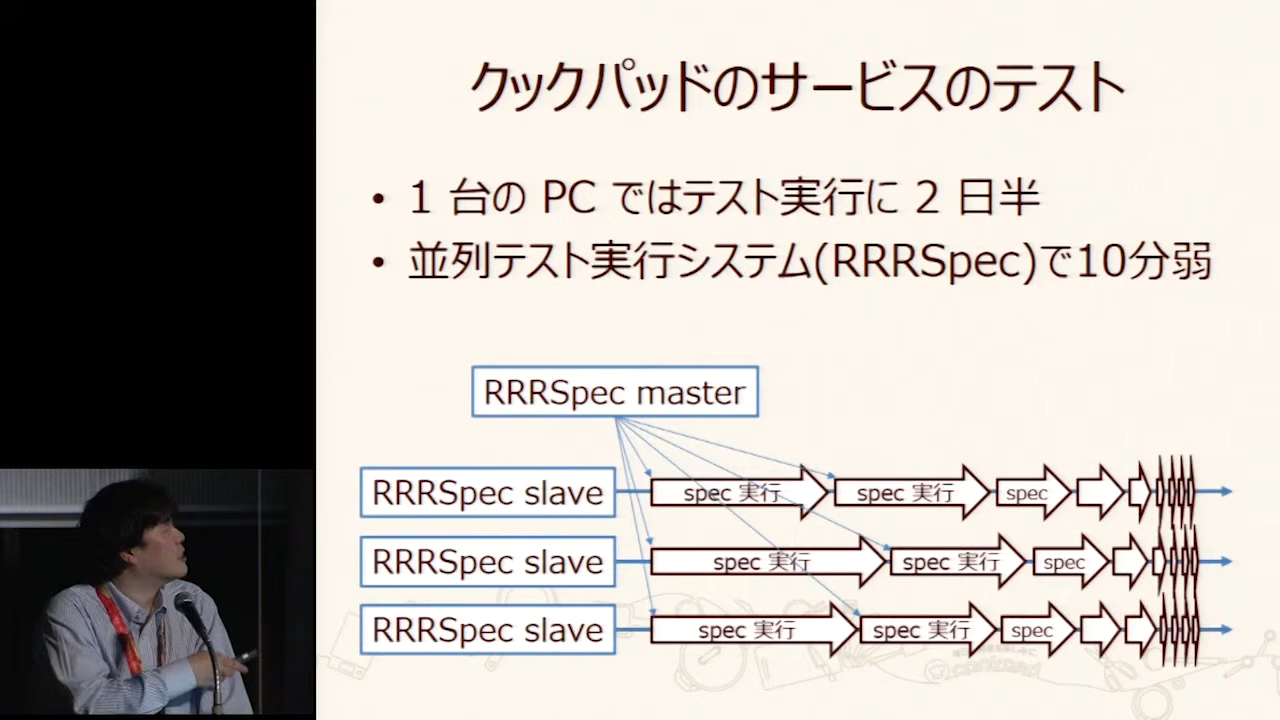 クックパッドのサービスのテスト
• 1 台の PC ではテスト実行に 2 日半
• 並列テスト実行システム(RRRSpec)で10分弱
RRRSpec master
RRRSpec slave
spec 実行
spec 実行
spec
RRRSpec slave
spec 実行
spec 実行
spec
RRRSpec slave
spec 実行
spec 実行
spec